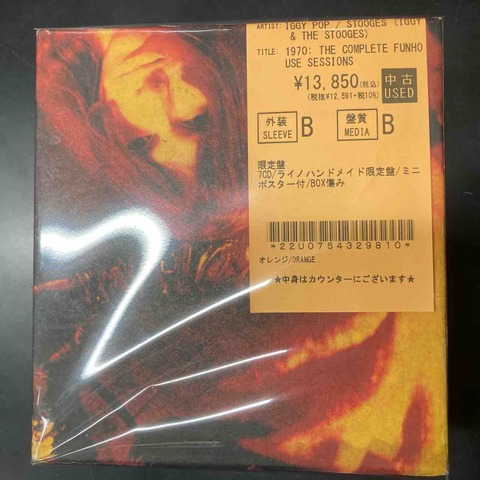 ARTIST: IGGY POP / STOOGES (IGGY
& THE STOOGES)
TITLE: 1970: THE COMPLETE FUNHO
USE SESSIONS
¥13,850(税込)
(税抜¥12,591+税10%)
中古
USED
外装
SLEEVE
B
盤質
MEDIA
B
限定盤
7CD/ライノハンドメイド限定盤/ミニ
ポスター付/BOX傷み
*22U0754329810*
オレンジ/ORANGE
★中身はカウンターにございます★